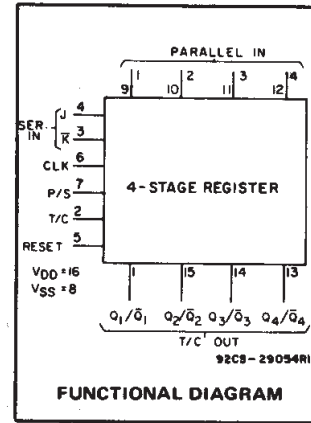 PARALLEL IN
1 2 3 4
9 10 11 12
SER. IN
J 4
K̅ 3
CLK 6
P/S 7
T/C 2
RESET 5
4-STAGE REGISTER
VDD = 16
VSS = 8
1 15 14 13
Q1/Q̅1 Q2/Q̅2 Q3/Q̅3 Q4/Q̅4
T/C OUT
92CS-29054R1
FUNCTIONAL DIAGRAM